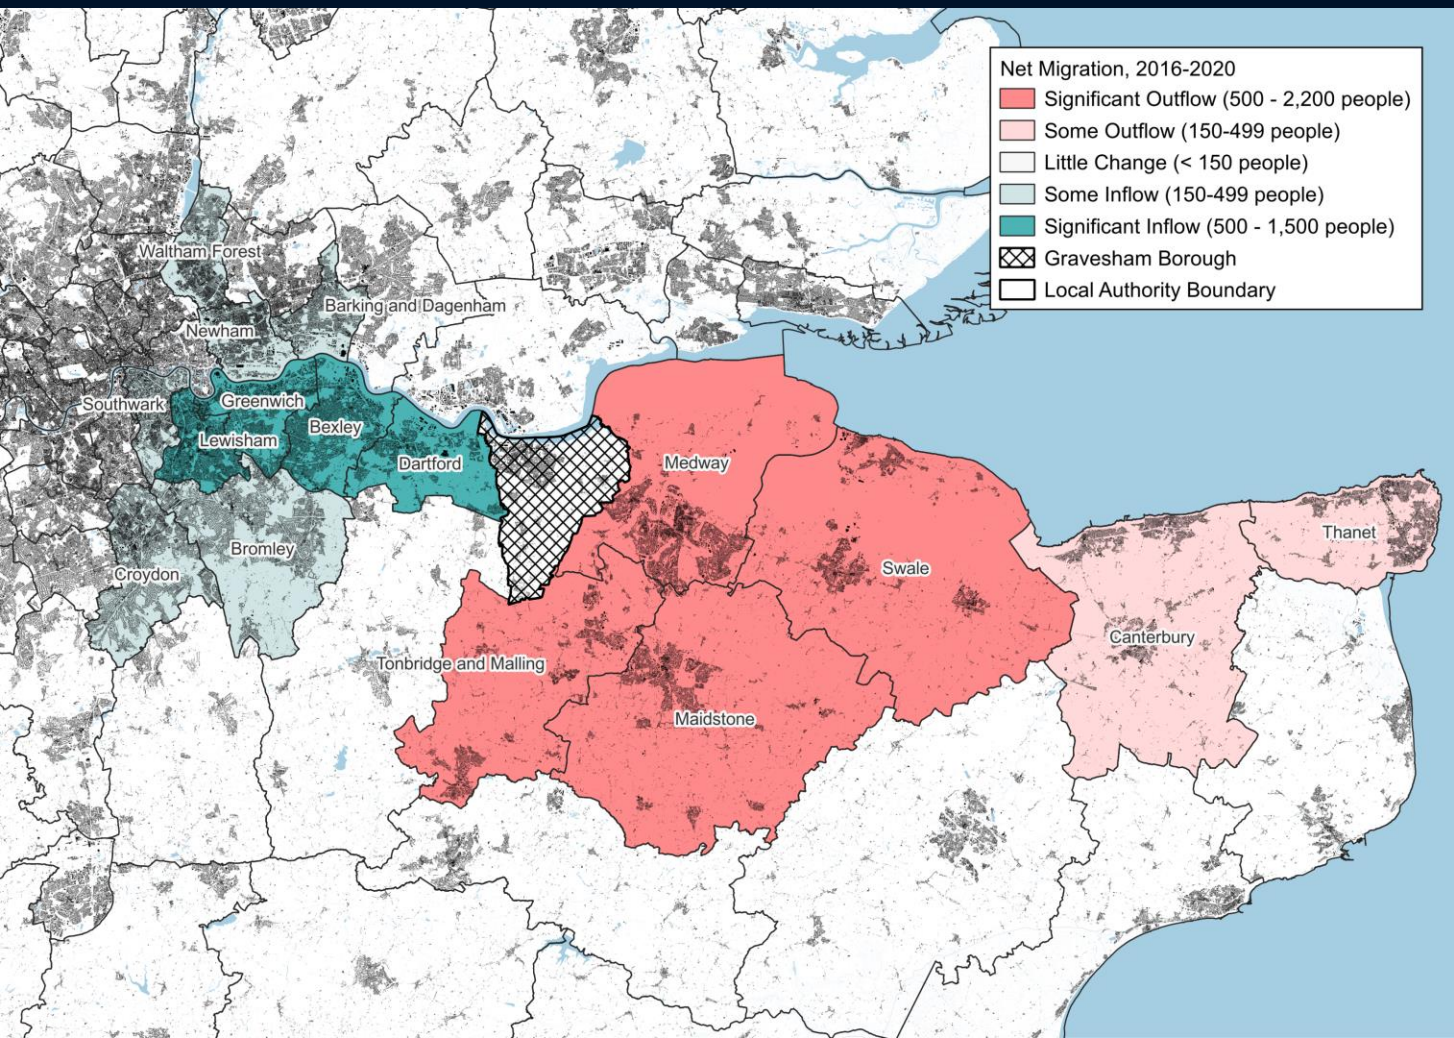 Net Migration, 2016-2020
Significant Outflow (500 - 2,200 people)
Some Outflow (150-499 people)
Little Change (< 150 people)
Some Inflow (150-499 people)
Significant Inflow (500 - 1,500 people)
Gravesham Borough
Local Authority Boundary
Waltham Forest
Barking and Dagenham
Newham
Southwark
Greenwich
Lewisham
Bexley
Dartford
Medway
Thanet
Bromley
Croydon
Swale
Canterbury
Tonbridge and Malling
Maidstone